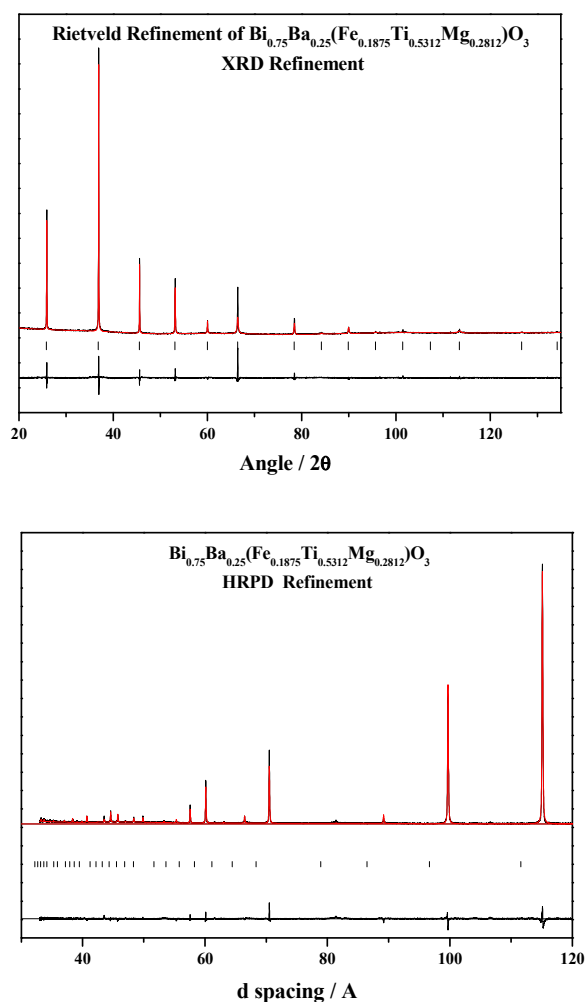 Rietveld Refinement of Bi₀.₇₅Ba₀.₂₅(Fe₀.₁₈₇₅Ti₀.₅₃₁₂Mg₀.₂₈₁₂)O₃
XRD Refinement
20 40 60 80 100 120
Angle / 2θ
Bi₀.₇₅Ba₀.₂₅(Fe₀.₁₈₇₅Ti₀.₅₃₁₂Mg₀.₂₈₁₂)O₃
HRPD Refinement
40 60 80 100 120
d spacing / A